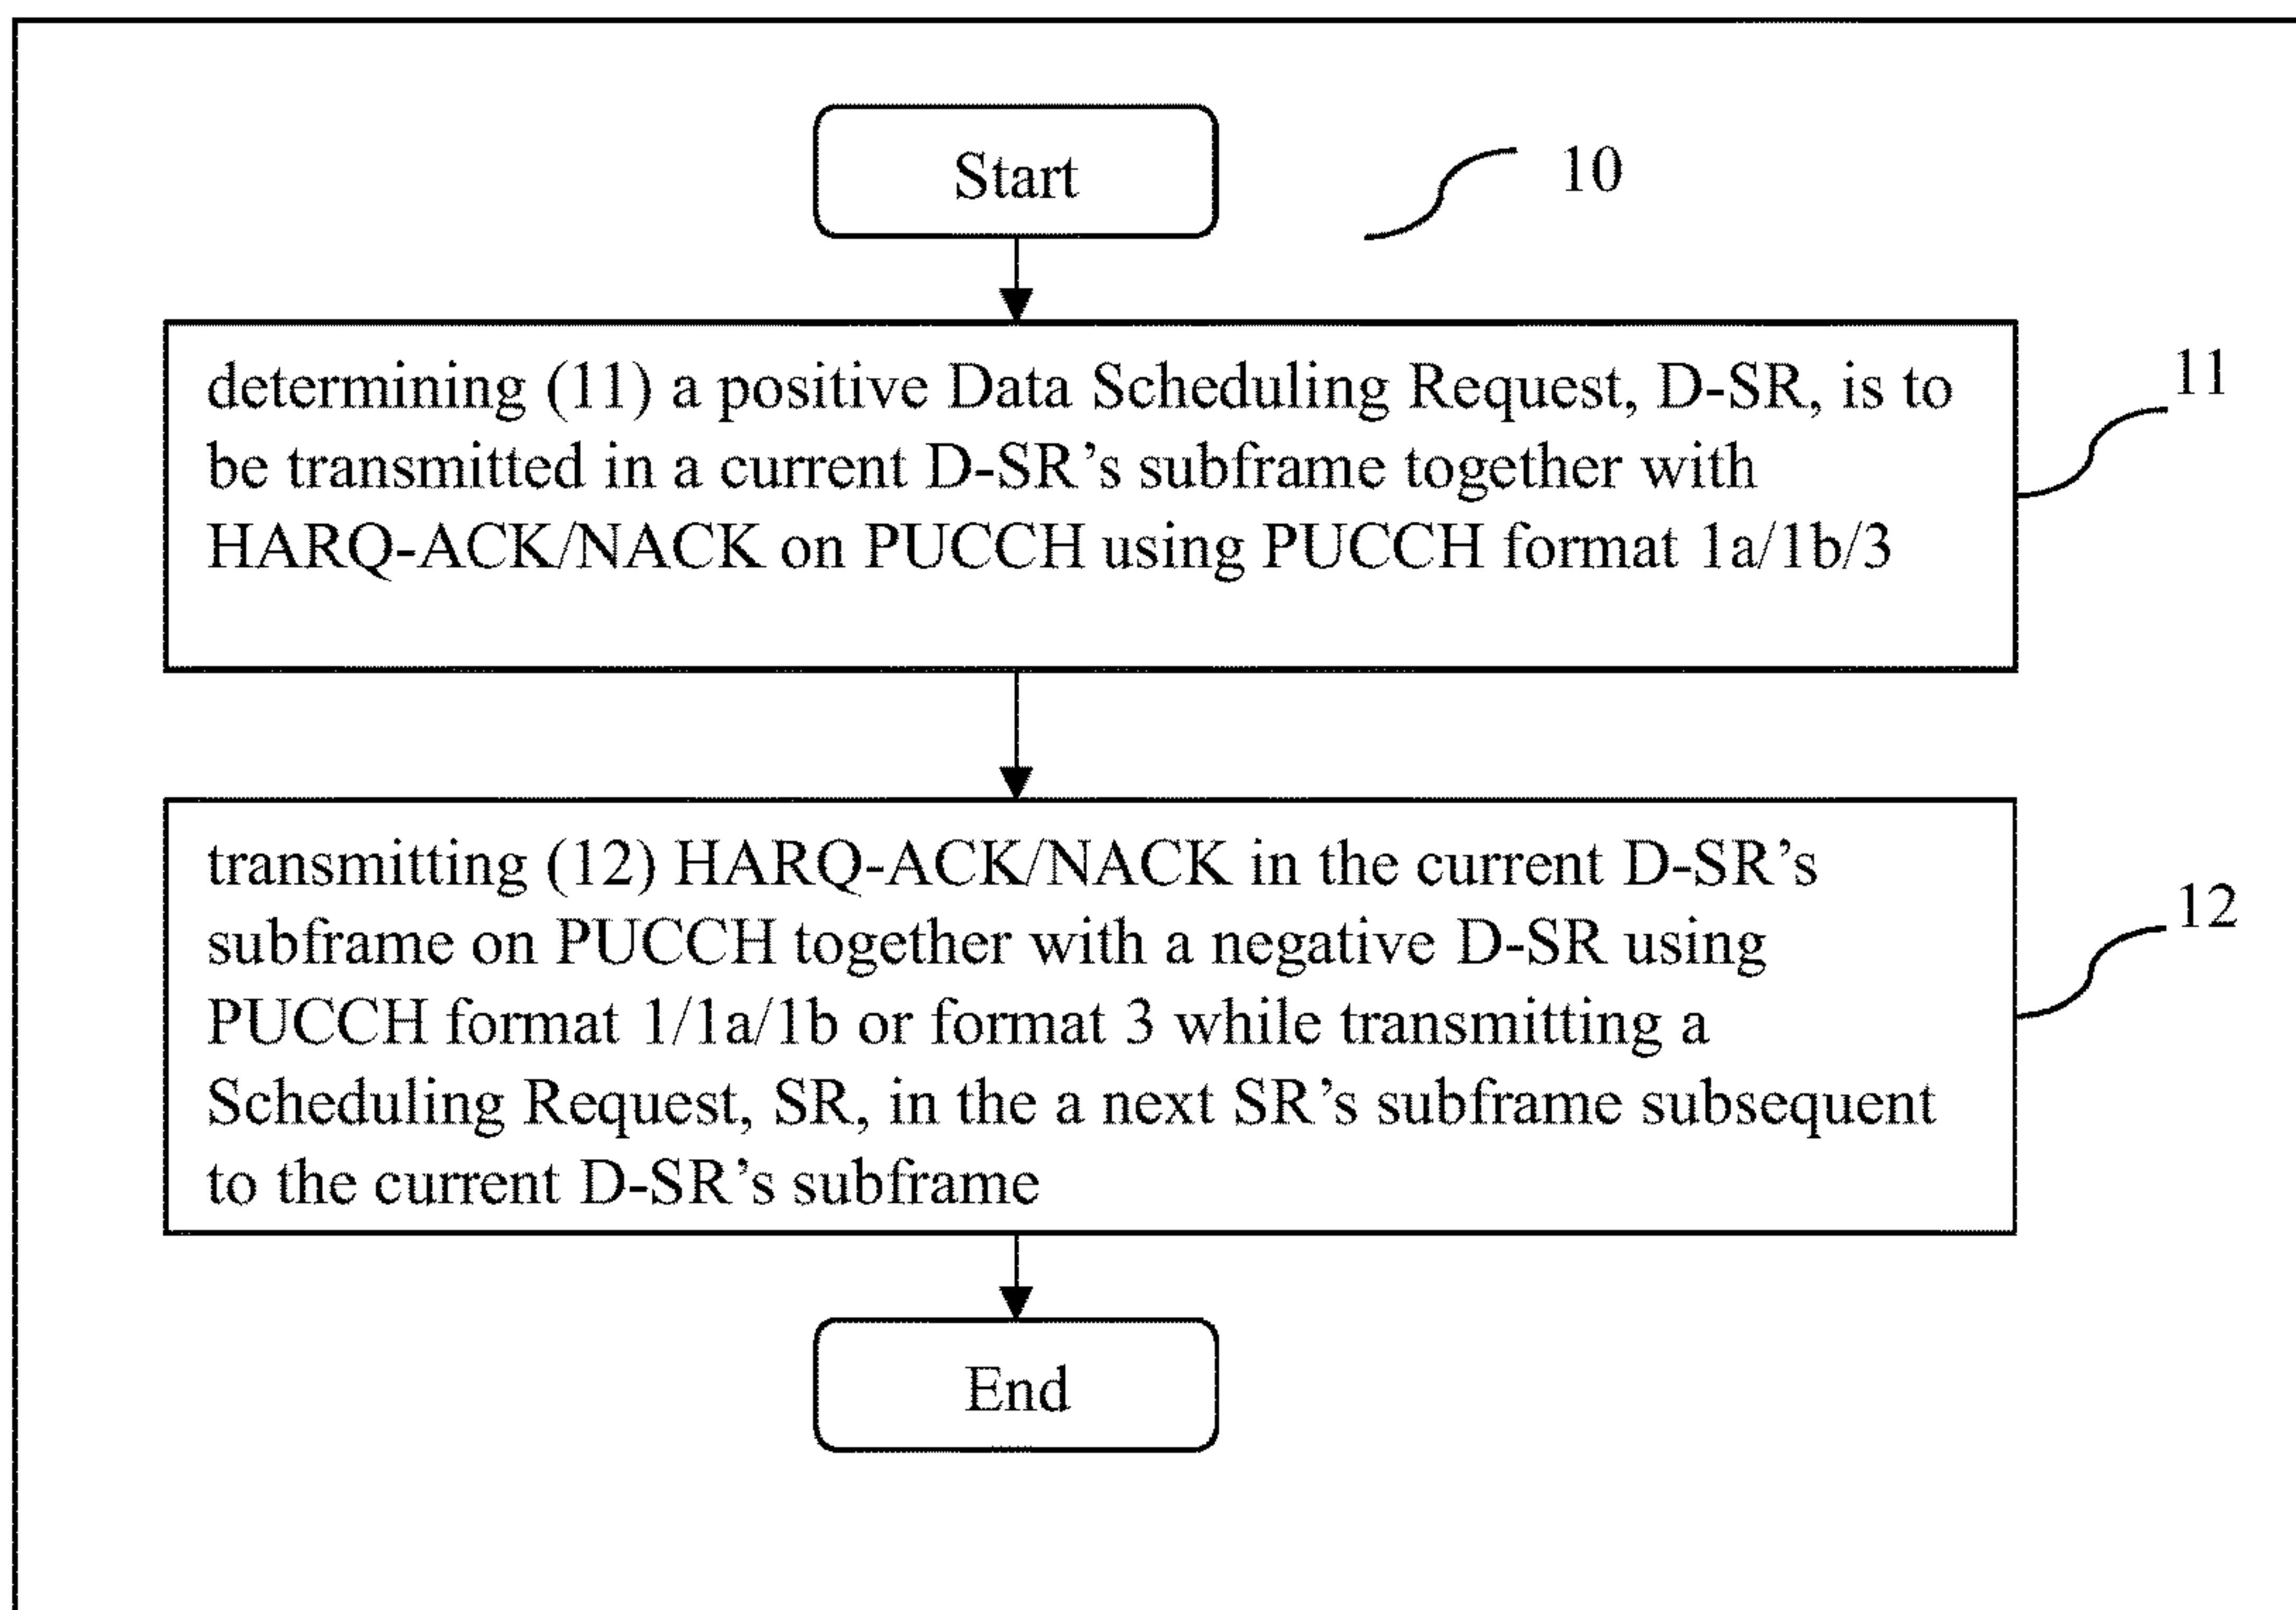 Start
10
determining (11) a positive Data Scheduling Request, D-SR, is to
be transmitted in a current D-SR’s subframe together with
HARQ-ACK/NACK on PUCCH using PUCCH format 1a/1b/3
11
transmitting (12) HARQ-ACK/NACK in the current D-SR’s
subframe on PUCCH together with a negative D-SR using
PUCCH format 1/1a/1b or format 3 while transmitting a
Scheduling Request, SR, in the a next SR’s subframe subsequent
to the current D-SR’s subframe
12
End